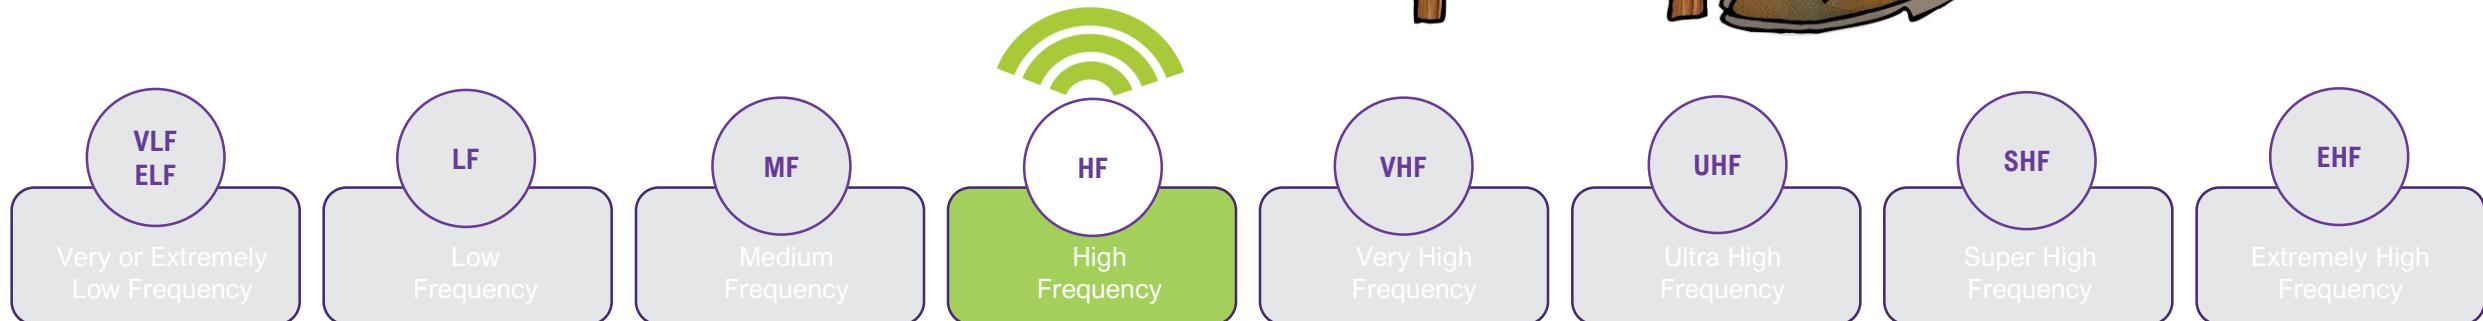 VLF
ELF
LF
MF
HF
VHF
UHF
SHF
EHF
Very or Extremely
Low Frequency
Low
Frequency
Medium
Frequency
High
Frequency
Very High
Frequency
Ultra High
Frequency
Super High
Frequency
Extremely High
Frequency